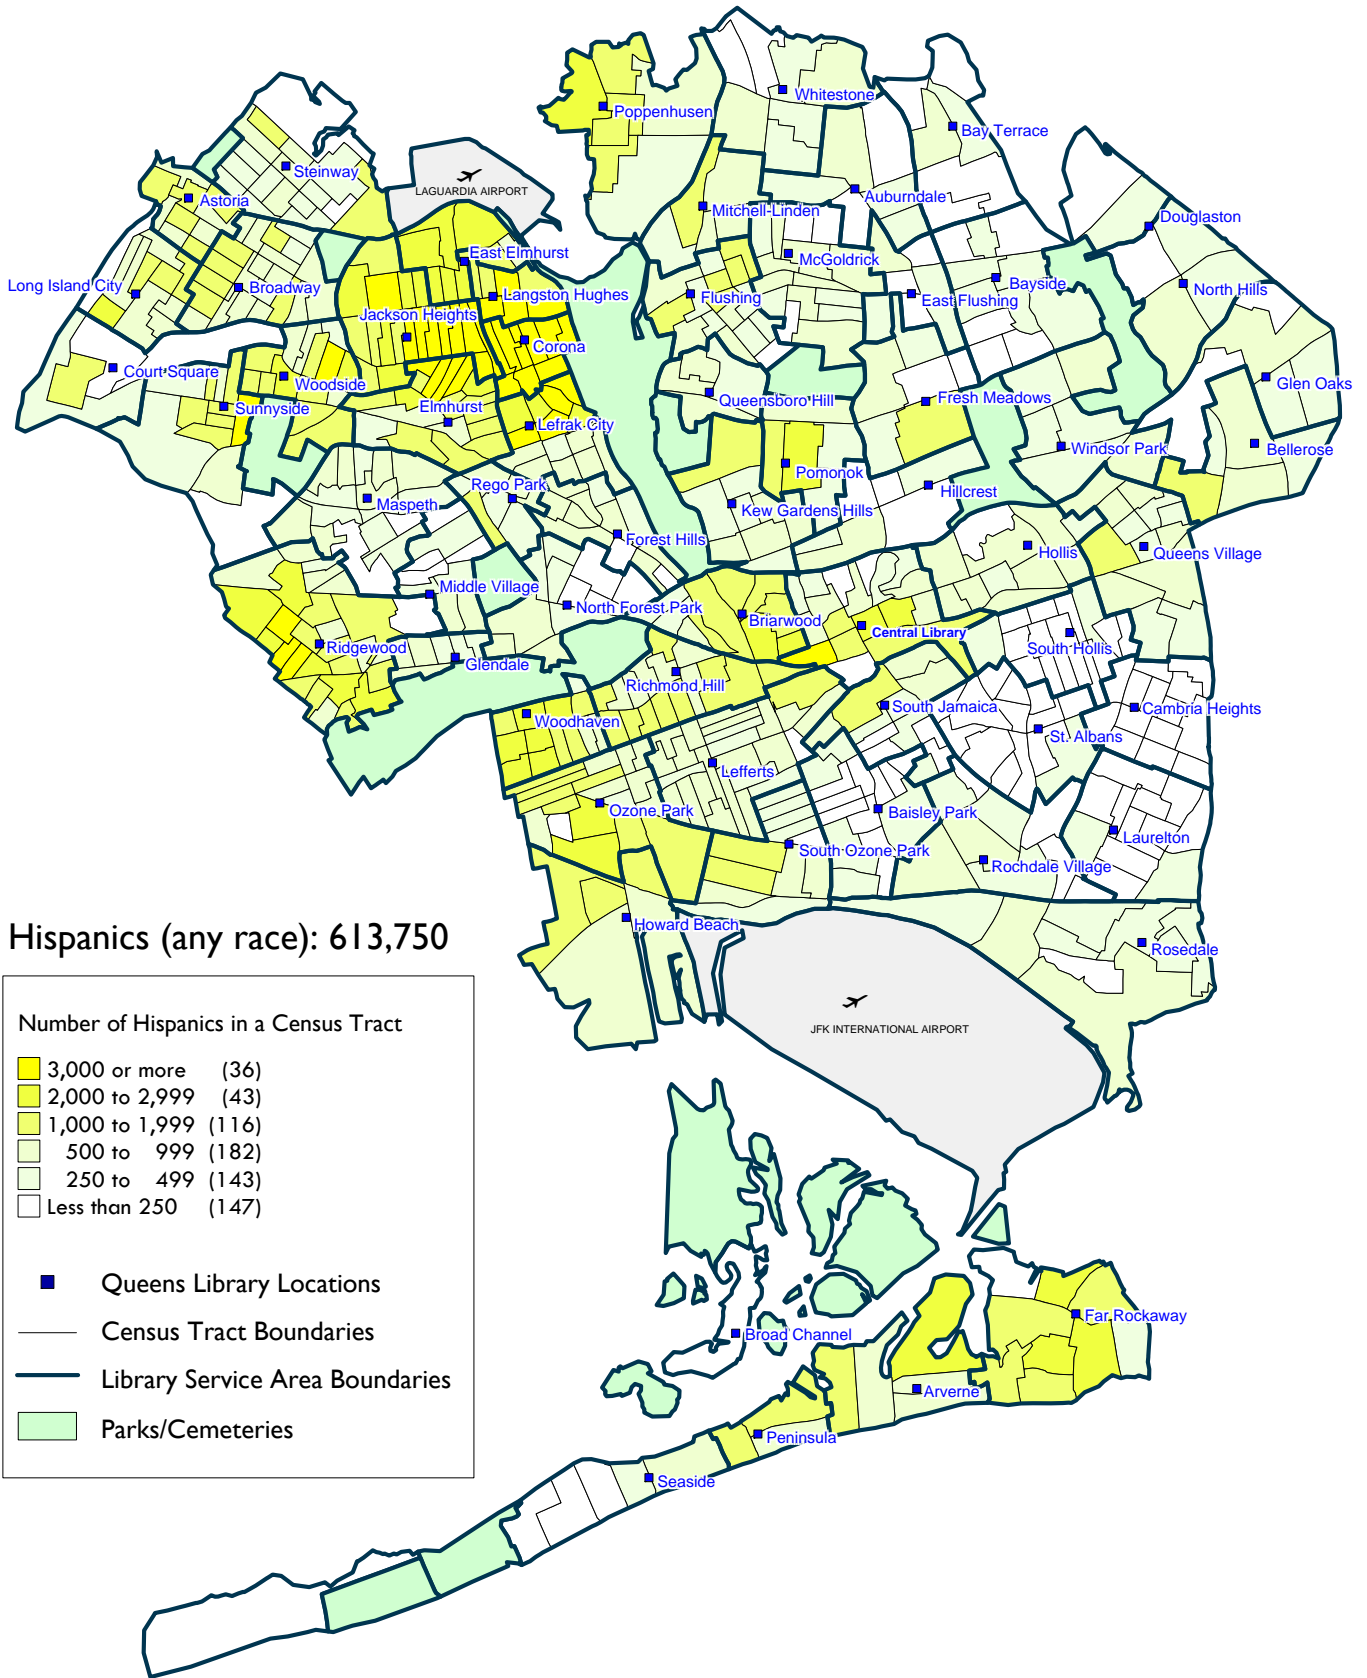 Whitestone
Poppenhusen
Bay Terrace
Steinway
LAGUARDIA AIRPORT
Astoria
Mitchell-Linden
Auburndale
Douglaston
East Elmhurst
McGoldrick
Long Island City
Broadway
Langston Hughes
Flushing
East Flushing
Bayside
North Hills
Jackson Heights
Corona
Court Square
Woodside
Glen Oaks
Sunnyside
Elmhurst
Queensboro Hill
Fresh Meadows
Lefrak City
Windsor Park
Bellerose
Pomonok
Rego Park
Maspeth
Hillcrest
Kew Gardens Hills
Forest Hills
Hollis
Queens Village
Middle Village
North Forest Park
Briarwood
Central Library
Ridgewood
South Hollis
Glendale
Richmond Hill
Woodhaven
South Jamaica
Cambria Heights
St. Albans
Lefferts
Ozone Park
Baisley Park
Laurelton
South Ozone Park
Rochdale Village
Howard Beach
Rosedale
JFK INTERNATIONAL AIRPORT
Hispanics (any race): 613,750
Number of Hispanics in a Census Tract
3,000 or more (36)
2,000 to 2,999 (43)
1,000 to 1,999 (116)
500 to 999 (182)
250 to 499 (143)
Less than 250 (147)
Queens Library Locations
Census Tract Boundaries
Library Service Area Boundaries
Parks/Cemeteries
Far Rockaway
Broad Channel
Arverne
Peninsula
Seaside